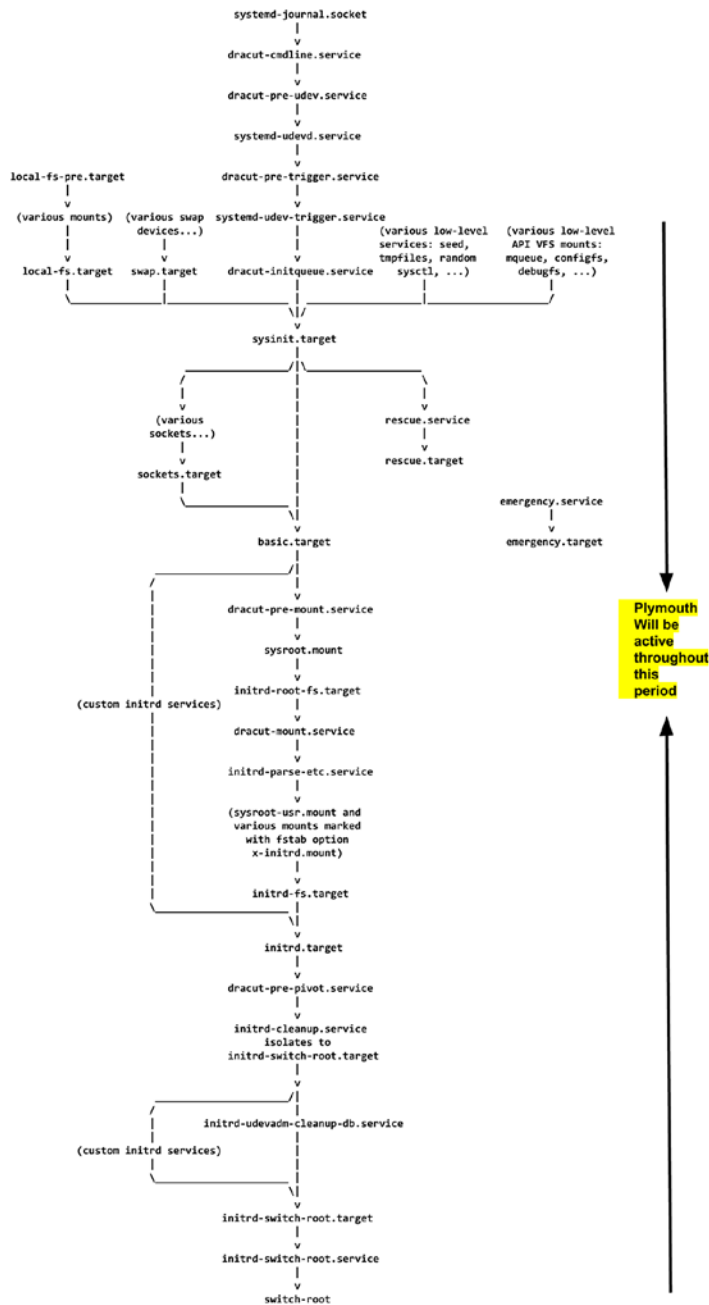 systemd-journal.socket
dracut-cmdline.service
dracut-pre-udev.service
systemd-udevd.service
local-fs-pre.target
dracut-pre-trigger.service
(various mounts)
(various swap
devices...)
systemd-udev-trigger.service
(various low-level
services: seed,
tmpfiles, random
sysctl, ...)
(various low-level
API VFS mounts:
mqueue, configfs,
debugfs, ...)
local-fs.target
swap.target
dracut-initqueue.service
sysinit.target
(various
sockets...)
rescue.service
sockets.target
rescue.target
emergency.service
basic.target
emergency.target
dracut-pre-mount.service
Plymouth
Will be
active
throughout
this
period
sysroot.mount
initrd-root-fs.target
(custom initrd services)
dracut-mount.service
initrd-parse-etc.service
(sysroot-usr.mount and
various mounts marked
with fstab option
x-initrd.mount)
initrd-fs.target
initrd.target
dracut-pre-pivot.service
initrd-cleanup.service
isolates to
initrd-switch-root.target
initrd-udevadm-cleanup-db.service
(custom initrd services)
initrd-switch-root.target
initrd-switch-root.service
switch-root